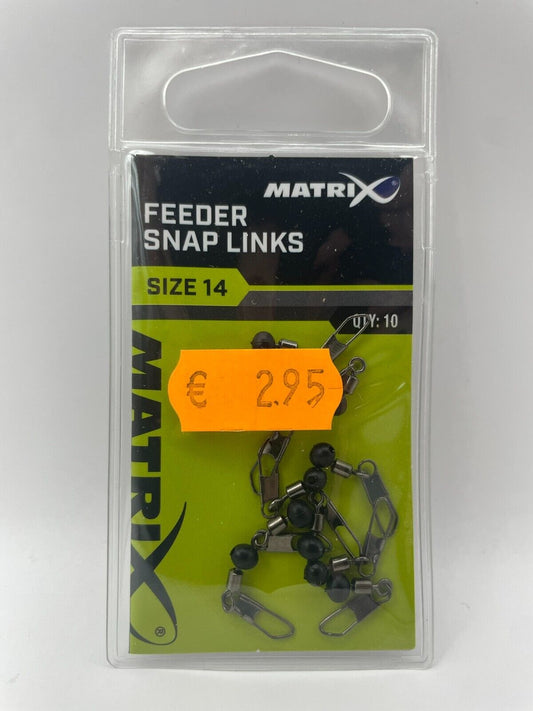 MATRIX
FEEDER
SNAP LINKS
SIZE 14
QTY: 10
€ 2.95
MATRIX
®